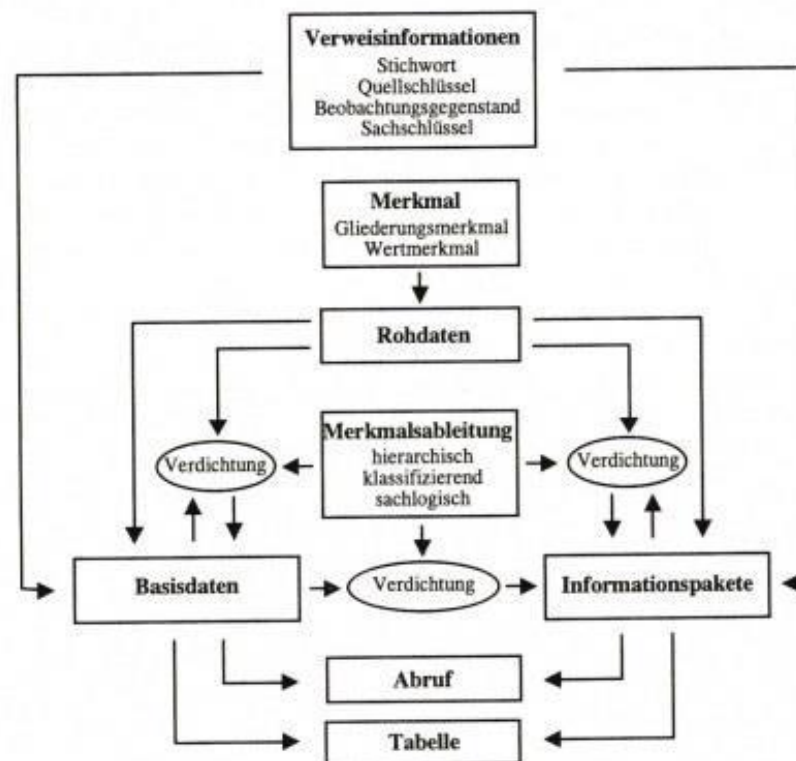 Verweisinformationen
Stichwort
Quellschlüssel
Beobachtungsgegenstand
Sachschlüssel
Merkmal
Gliederungsmerkmal
Wertmerkmal
Rohdaten
Merkmalsableitung
hierarchisch
klassifizierend
sachlogisch
Verdichtung
Verdichtung
Basisdaten
Verdichtung
Informationspakete
Abruf
Tabelle